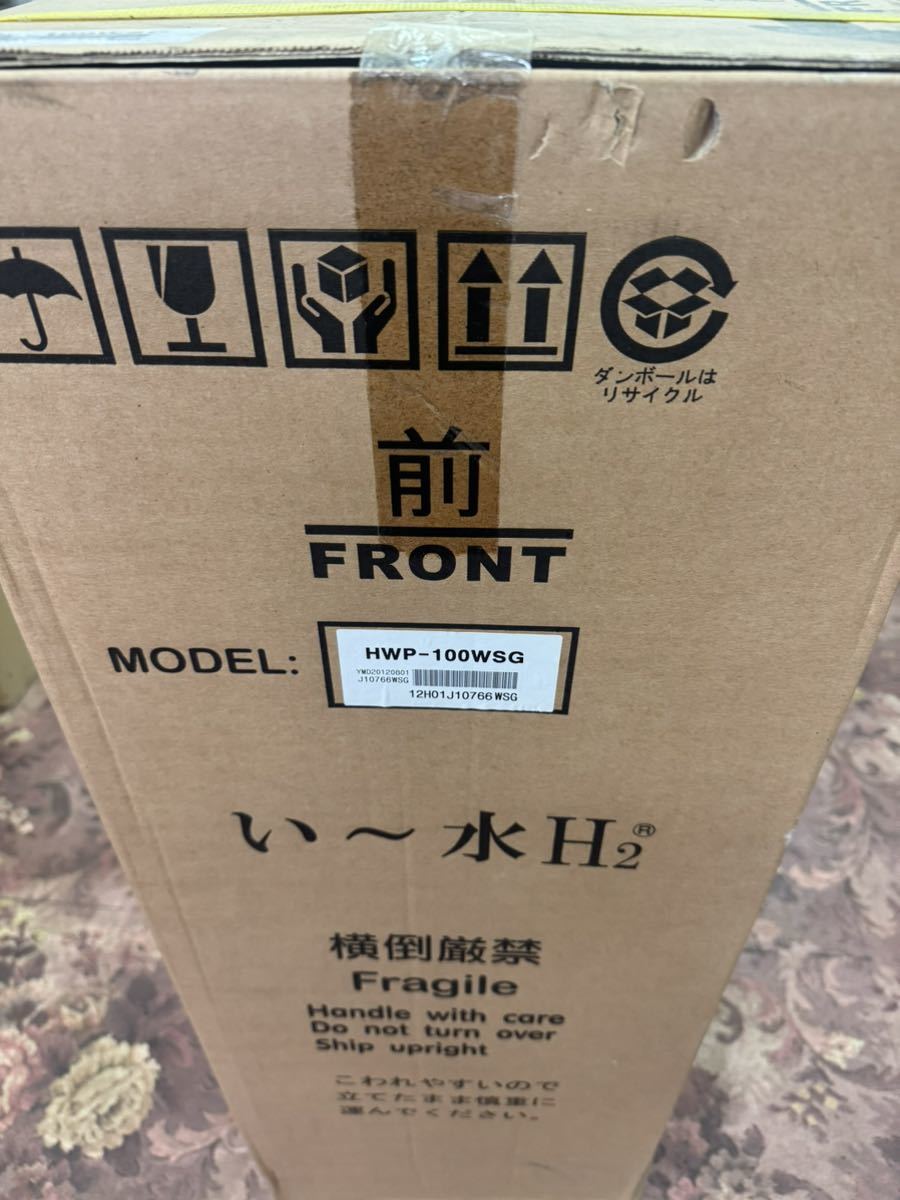 ダンボールは
リサイクル
前
FRONT
MODEL:
HWP-100WSG
YMD20120801
J10766WSG
12H01J10766WSG
い〜水H₂®
横倒厳禁
Fragile
Handle with care
Do not turn over
Ship upright
こわれやすいので
立てたまま慎重に
運んでください。